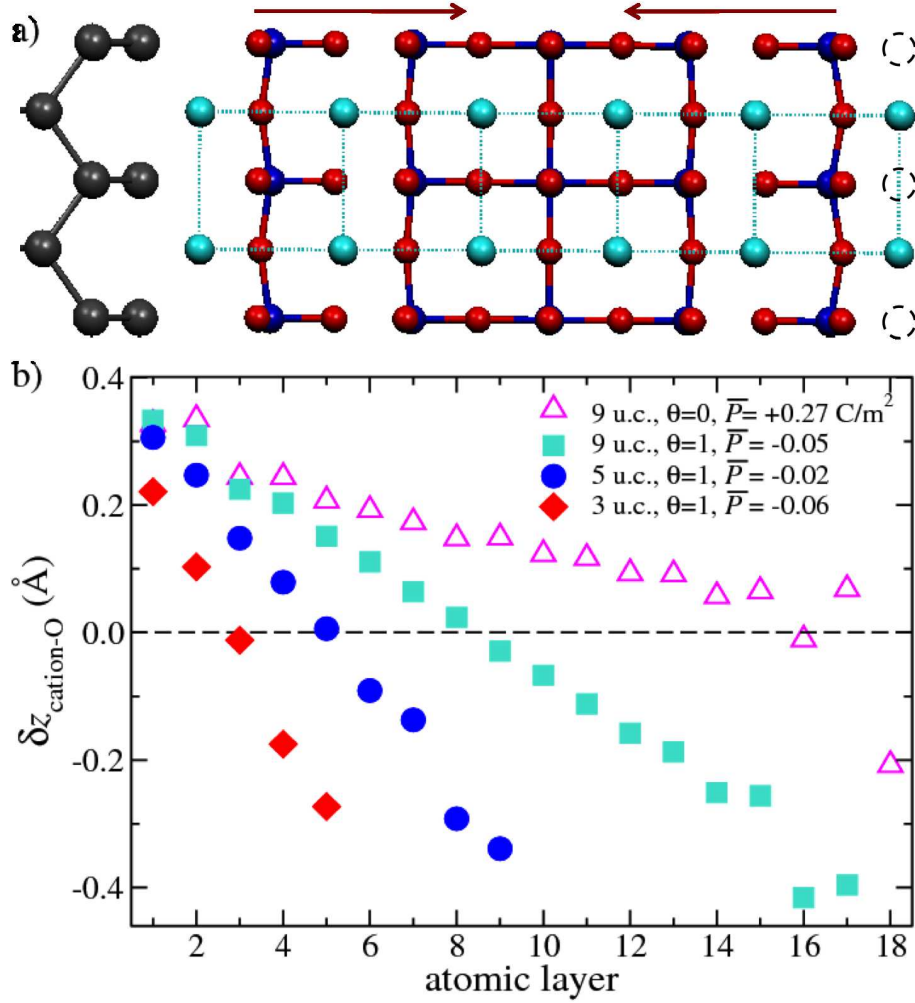 a)
b)
9 u.c., θ=0, P̅= +0.27 C/m²
9 u.c., θ=1, P̅ = -0.05
5 u.c., θ=1, P̅ = -0.02
3 u.c., θ=1, P̅ = -0.06
0.4
0.2
0.0
-0.2
-0.4
δz_cation-O (Å)
2 4 6 8 10 12 14 16 18
atomic layer